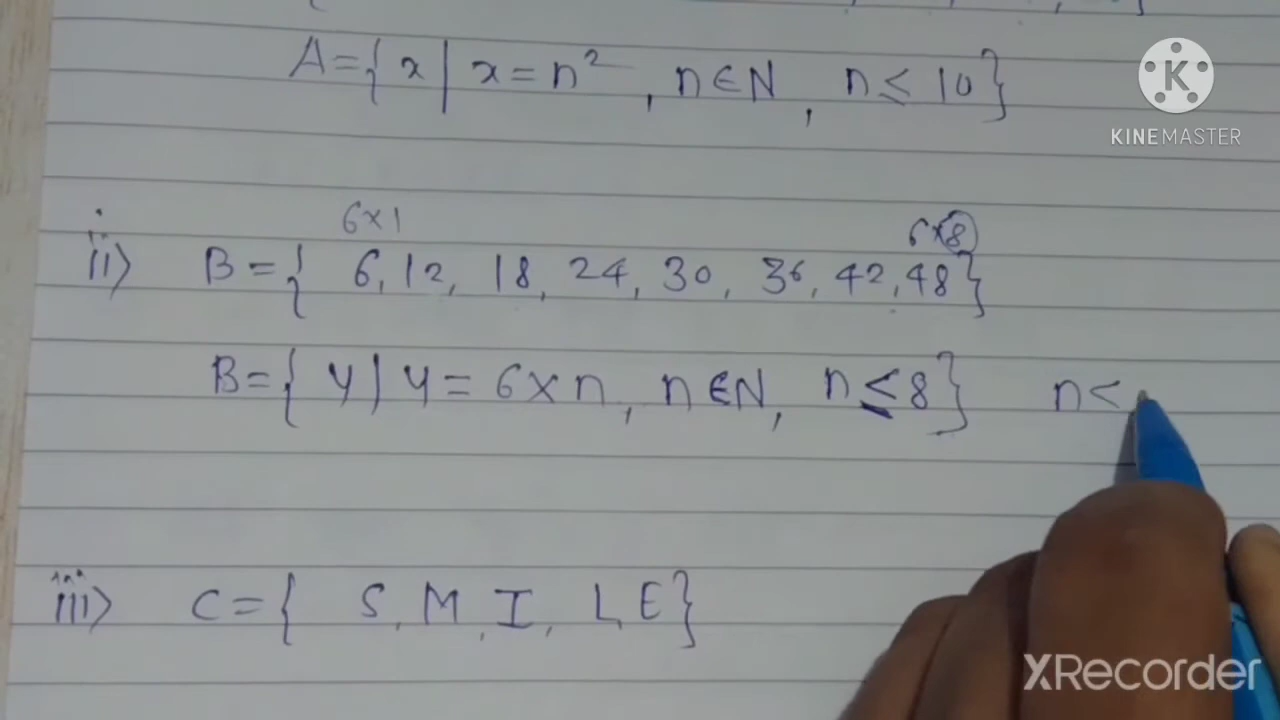 A = { x | x = n², n ∈ N, n ≤ 10 }
KINEMASTER
6×1
6×8
ii) B = { 6, 12, 18, 24, 30, 36, 42, 48 }
B = { y | y = 6 × n, n ∈ N, n ≤ 8 } n <
iii) C = { S, M, I, L, E }
XRecorder